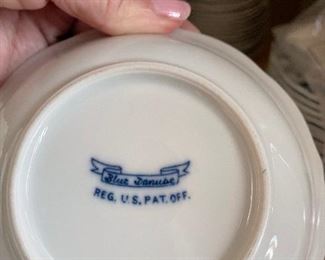 Blue Danube
REG. U.S. PAT. OFF.